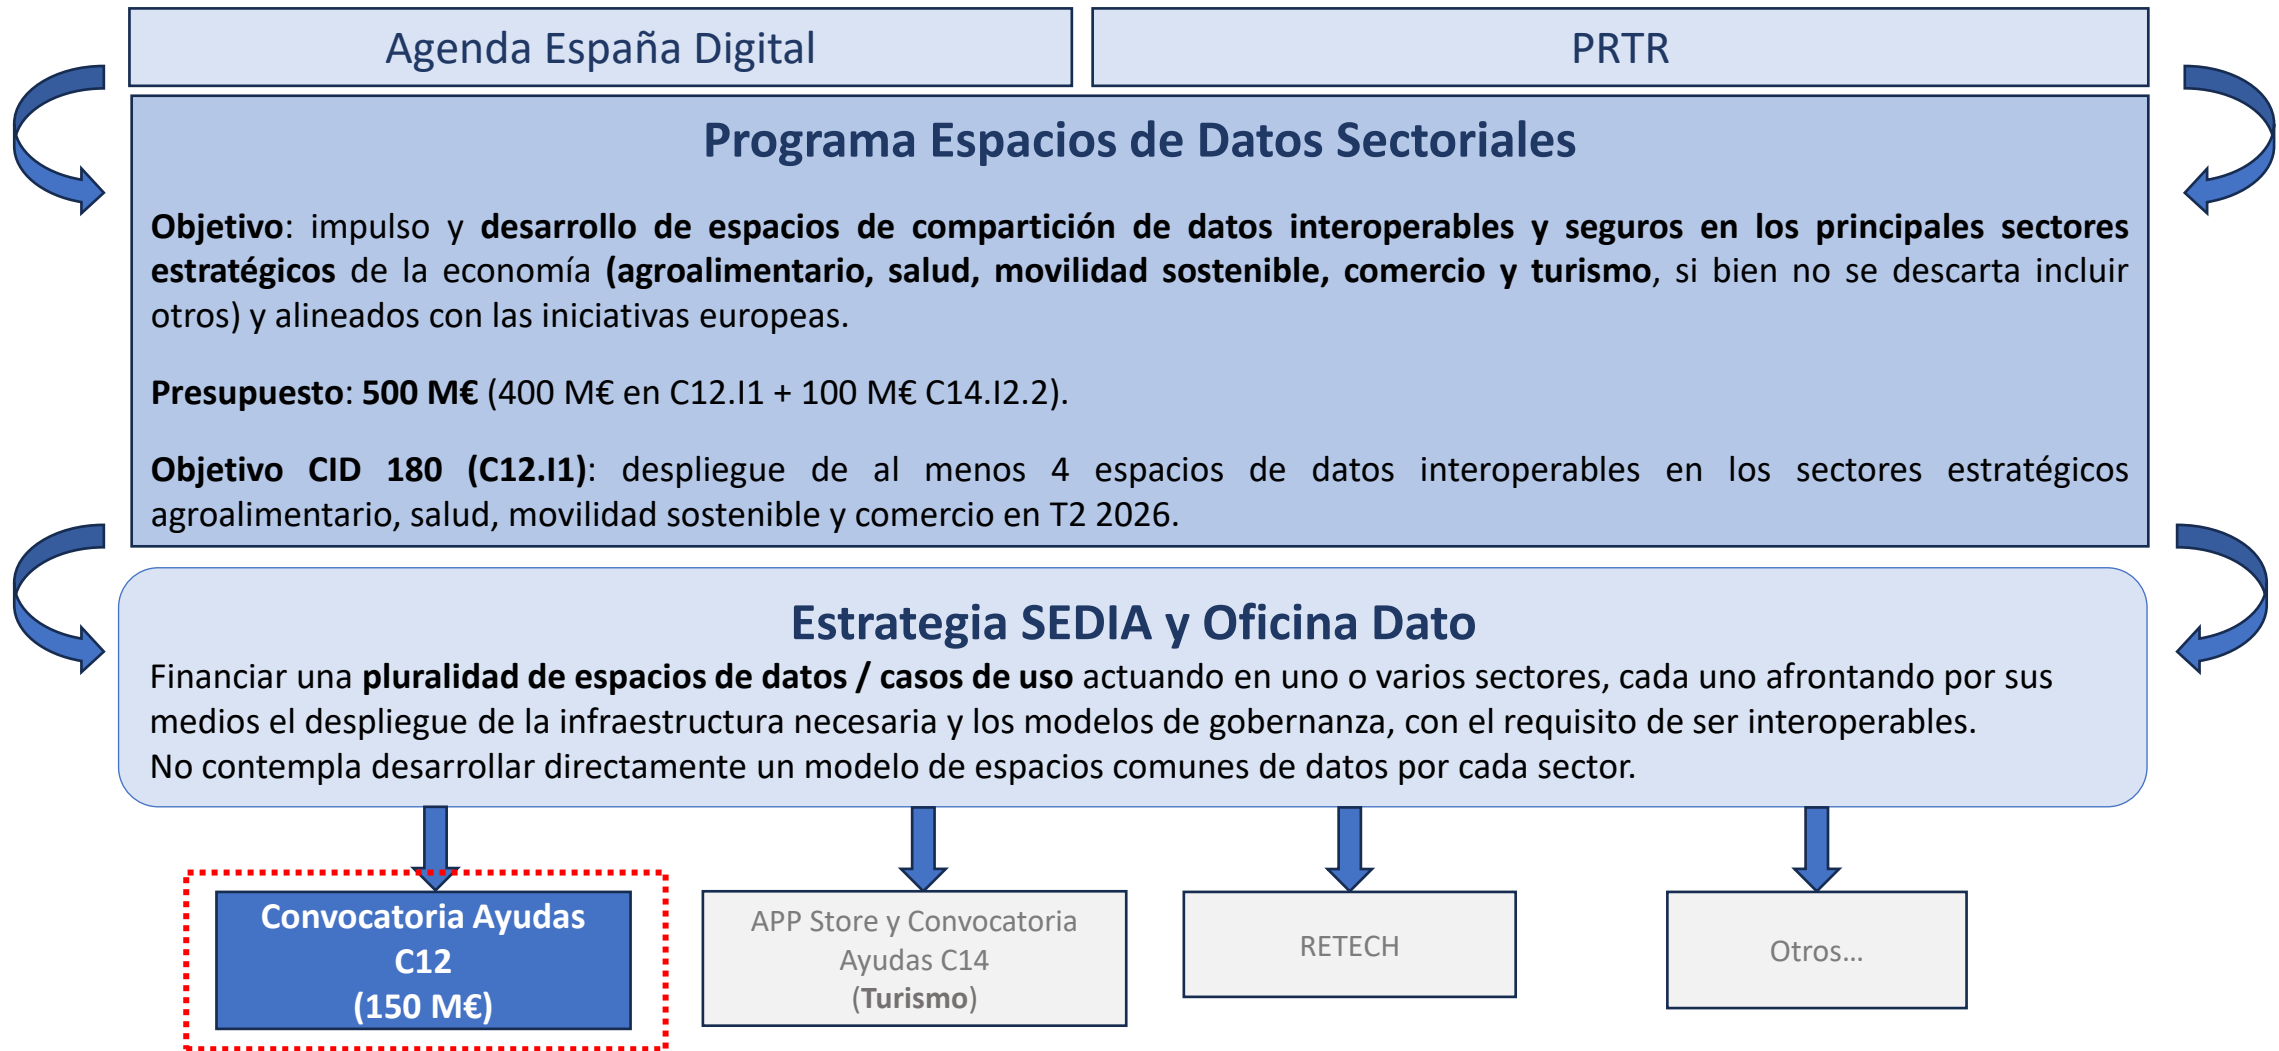 Agenda España Digital
PRTR
Programa Espacios de Datos Sectoriales
Objetivo: impulso y desarrollo de espacios de compartición de datos interoperables y seguros en los principales sectores
estratégicos de la economía (agroalimentario, salud, movilidad sostenible, comercio y turismo, si bien no se descarta incluir
otros) y alineados con las iniciativas europeas.
Presupuesto: 500 M€ (400 M€ en C12.I1 + 100 M€ C14.I2.2).
Objetivo CID 180 (C12.I1): despliegue de al menos 4 espacios de datos interoperables en los sectores estratégicos
agroalimentario, salud, movilidad sostenible y comercio en T2 2026.
Estrategia SEDIA y Oficina Dato
Financiar una pluralidad de espacios de datos / casos de uso actuando en uno o varios sectores, cada uno afrontando por sus
medios el despliegue de la infraestructura necesaria y los modelos de gobernanza, con el requisito de ser interoperables.
No contempla desarrollar directamente un modelo de espacios comunes de datos por cada sector.
Convocatoria Ayudas
C12
(150 M€)
APP Store y Convocatoria
Ayudas C14
(Turismo)
RETECH
Otros…